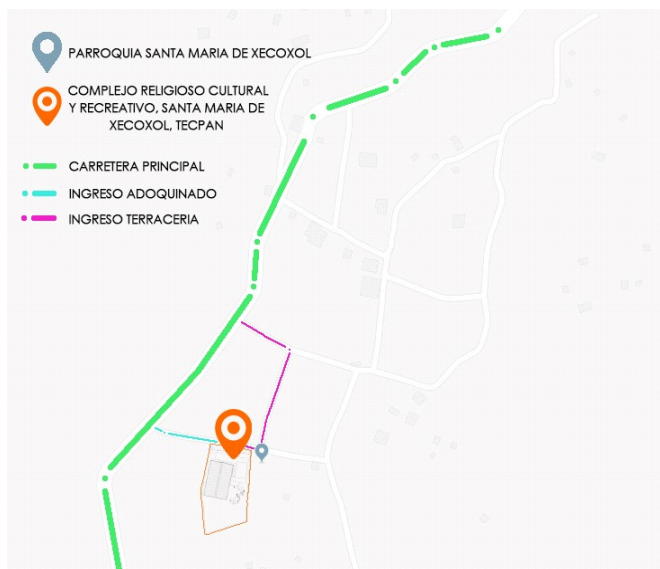 PARROQUIA SANTA MARIA DE XECOXOL
COMPLEJO RELIGIOSO CULTURAL
Y RECREATIVO, SANTA MARIA DE
XECOXOL, TECPAN
CARRETERA PRINCIPAL
INGRESO ADOQUINADO
INGRESO TERRACERIA